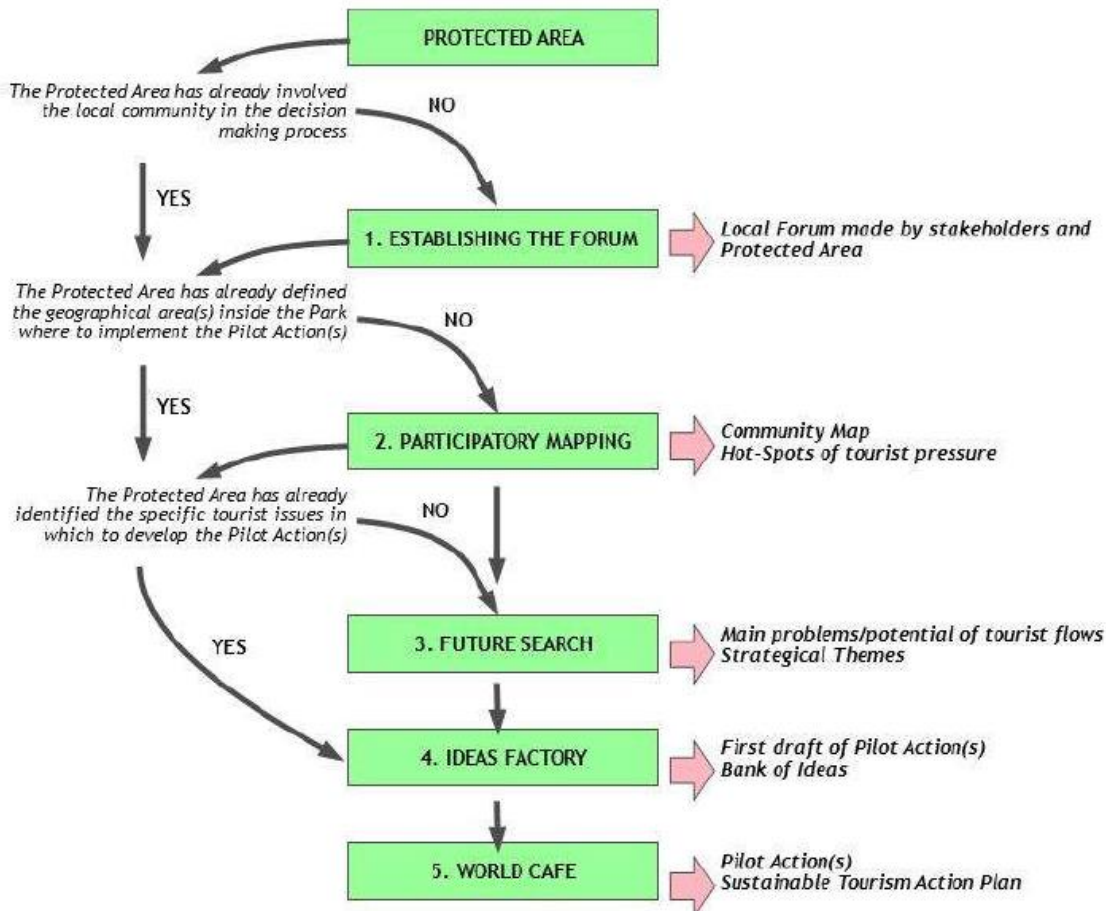 PROTECTED AREA
The Protected Area has already involved
the local community in the decision
making process
NO
YES
1. ESTABLISHING THE FORUM
Local Forum made by stakeholders and
Protected Area
The Protected Area has already defined
the geographical area(s) inside the Park
where to implement the Pilot Action(s)
NO
YES
2. PARTICIPATORY MAPPING
Community Map
Hot-Spots of tourist pressure
The Protected Area has already
identified the specific tourist issues in
which to develop the Pilot Action(s)
NO
YES
3. FUTURE SEARCH
Main problems/potential of tourist flows
Strategical Themes
4. IDEAS FACTORY
First draft of Pilot Action(s)
Bank of Ideas
5. WORLD CAFE
Pilot Action(s)
Sustainable Tourism Action Plan